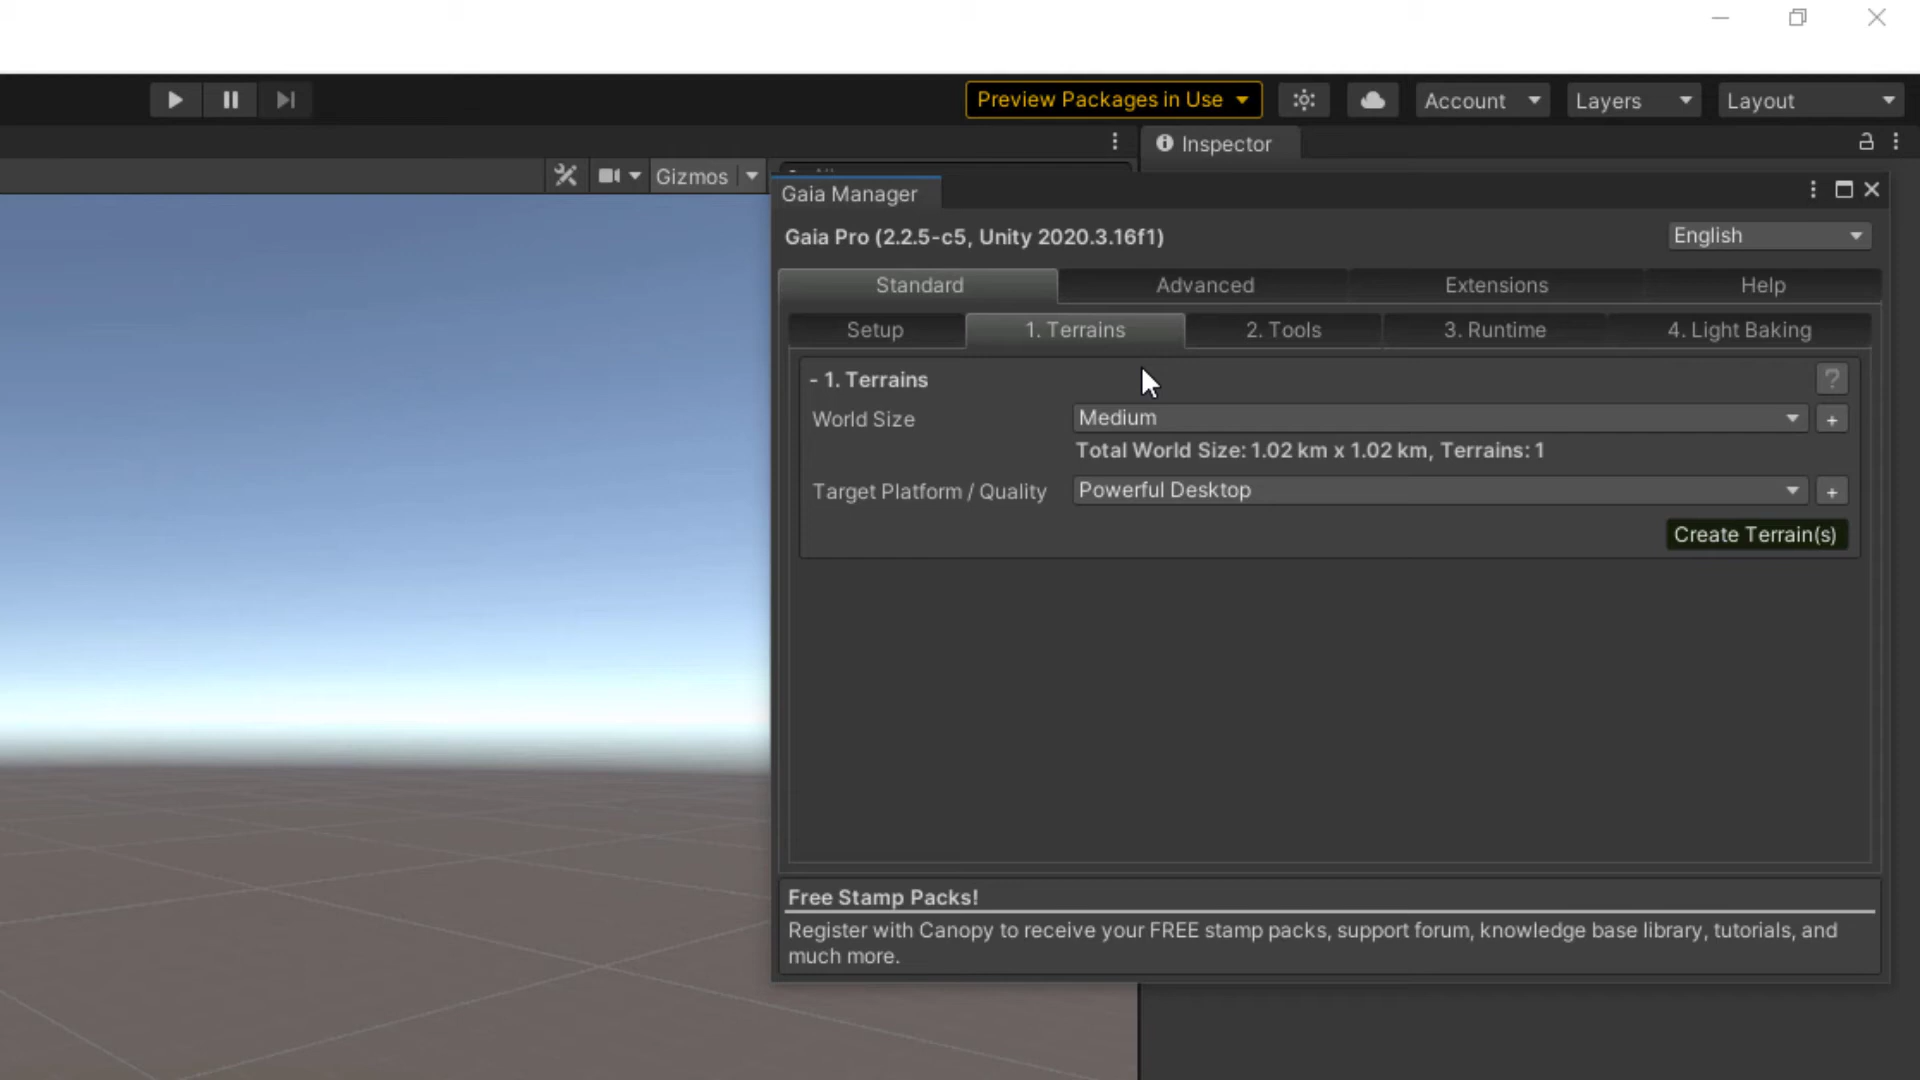 Preview Packages in Use
Account
Layers
Layout
Inspector
Gizmos
Gaia Manager
Gaia Pro (2.2.5-c5, Unity 2020.3.16f1)
English
Standard
Advanced
Extensions
Help
Setup
1. Terrains
2. Tools
3. Runtime
4. Light Baking
- 1. Terrains
?
World Size
Medium
+
Total World Size: 1.02 km x 1.02 km, Terrains: 1
Target Platform / Quality
Powerful Desktop
+
Create Terrain(s)
Free Stamp Packs!
Register with Canopy to receive your FREE stamp packs, support forum, knowledge base library, tutorials, and
much more.